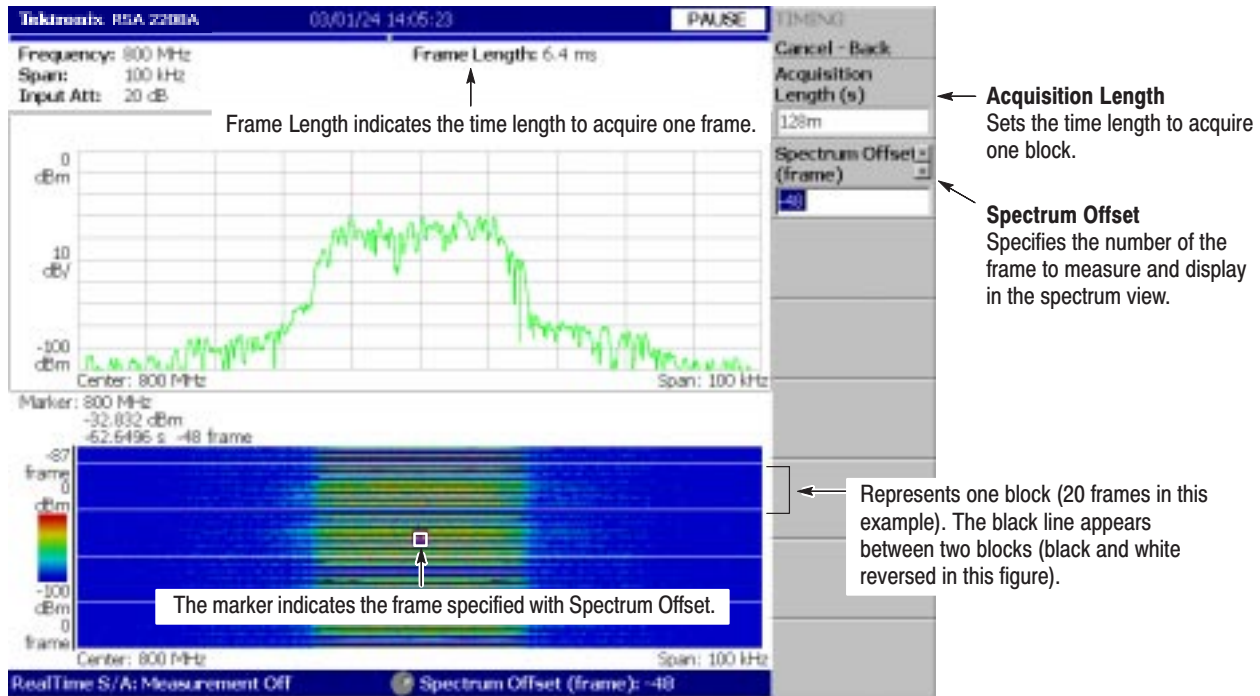 Tektronix RSA 2208A 03/01/24 14:05:23 PAUSE
Frequency: 800 MHz
Span: 100 kHz
Input Att: 20 dB
Frame Length: 6.4 ms
Frame Length indicates the time length to acquire one frame.
0
dBm
10
dB/
-100
dBm
Center: 800 MHz Span: 100 kHz
Marker: 800 MHz
-32.832 dBm
-62.6496 s -48 frame
-87
frame
0
dBm
-100
dBm
0
frame
The marker indicates the frame specified with Spectrum Offset.
Center: 800 MHz Span: 100 kHz
RealTime S/A: Measurement Off Spectrum Offset (frame): -48
TIMING
Cancel - Back
Acquisition
Length (s)
128m
Spectrum Offset
(frame)
-48
Acquisition Length
Sets the time length to acquire
one block.
Spectrum Offset
Specifies the number of the
frame to measure and display
in the spectrum view.
Represents one block (20 frames in this
example). The black line appears
between two blocks (black and white
reversed in this figure).